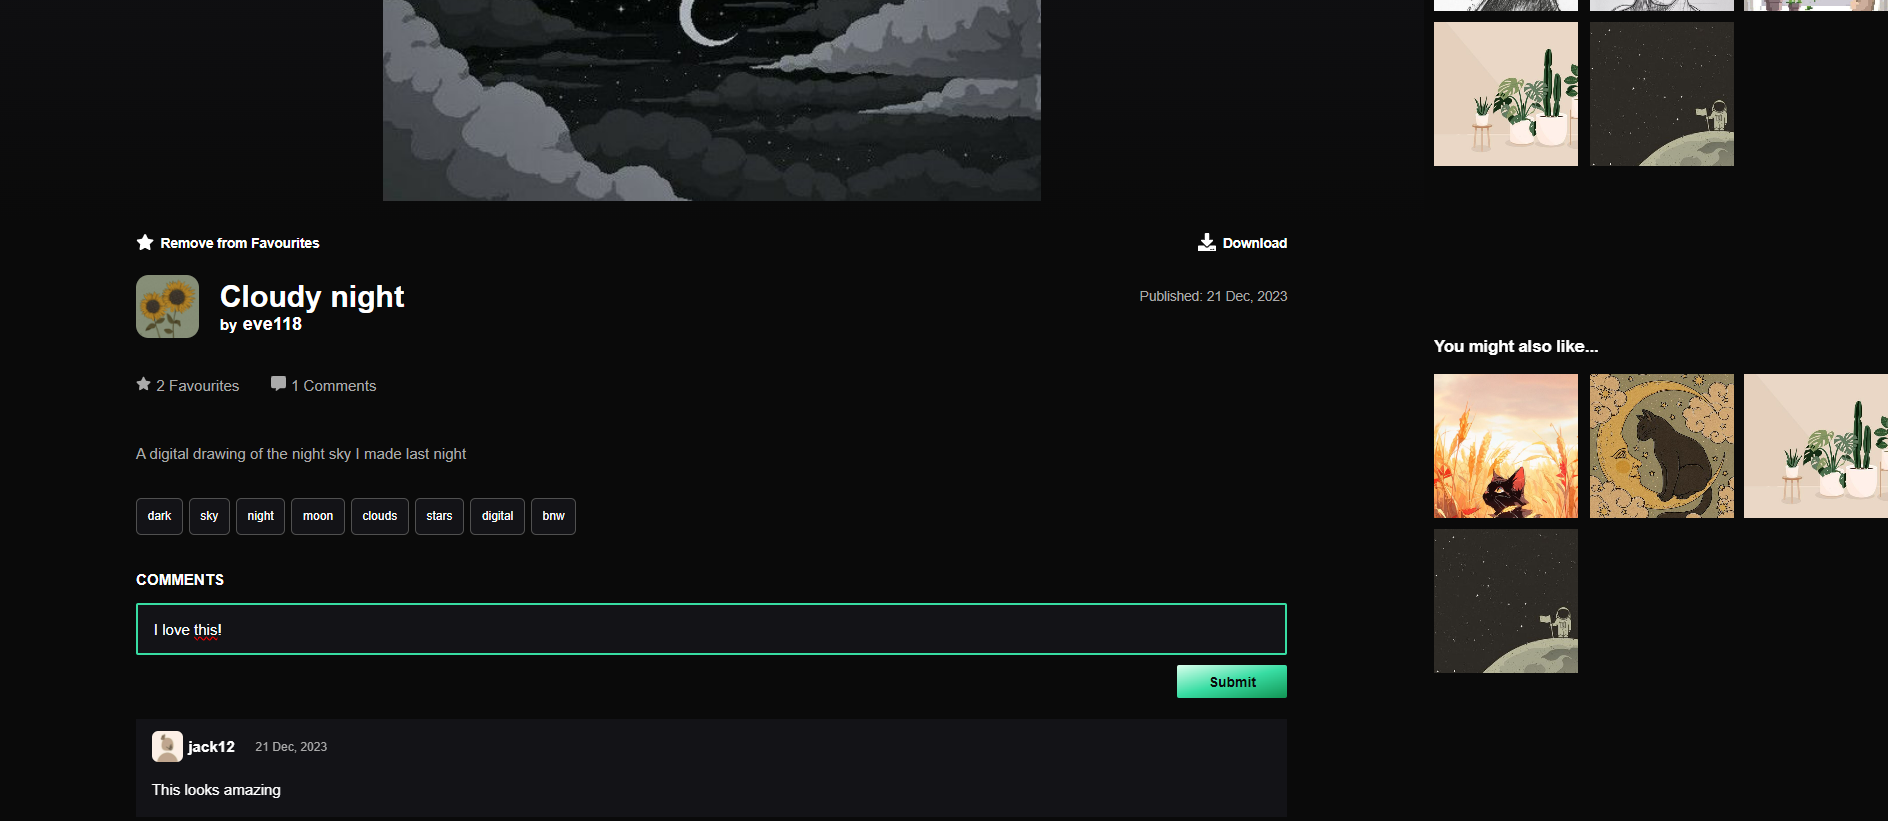 Remove from Favourites
Download
Cloudy night
by eve118
Published: 21 Dec, 2023
2 Favourites
1 Comments
A digital drawing of the night sky I made last night
dark
sky
night
moon
clouds
stars
digital
bnw
COMMENTS
I love this!
Submit
jack12
21 Dec, 2023
This looks amazing
You might also like...